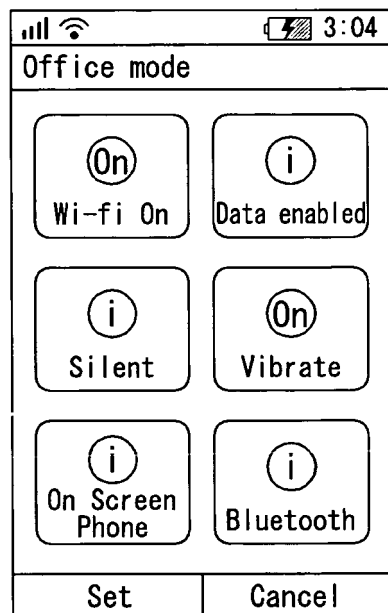 3:04
Office mode
On
i
Wi-fi On
Data enabled
i
On
Silent
Vibrate
i
i
On Screen
Phone
Bluetooth
Set
Cancel